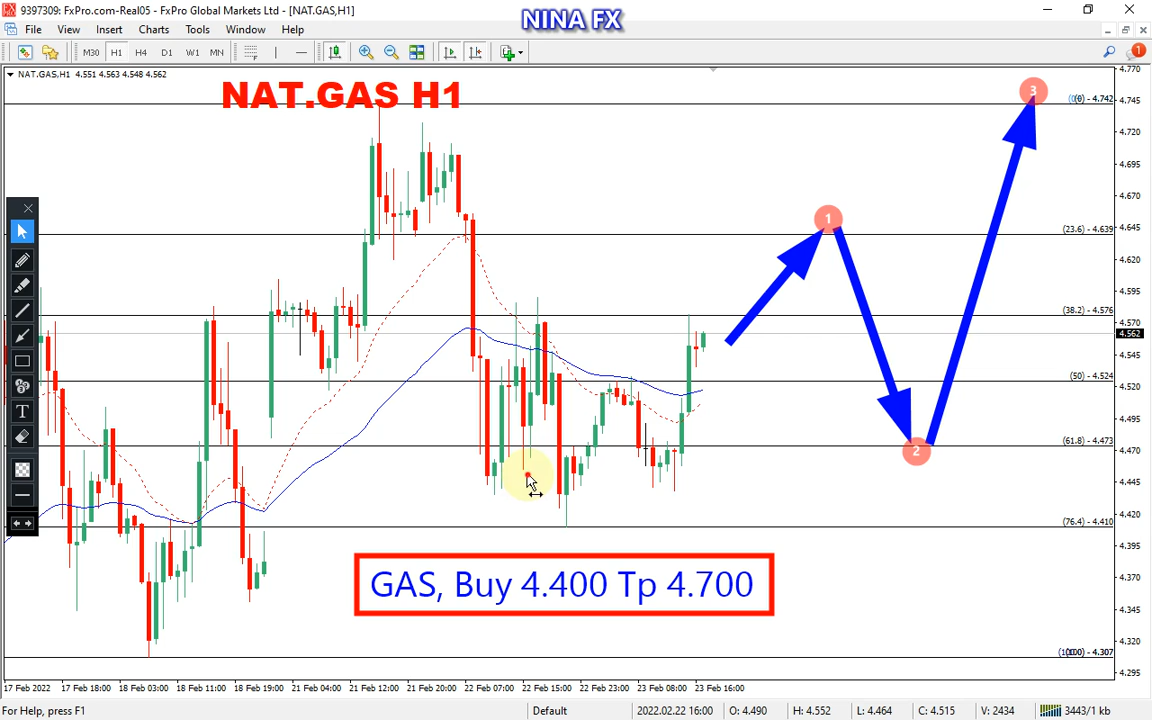 9397309: FxPro.com-Real05 - FxPro Global Markets Ltd - [NAT.GAS,H1]
NINA FX
File View Insert Charts Tools Window Help
M30 H1 H4 D1 W1 MN
1
NAT.GAS,H1 4.551 4.563 4.548 4.562
NAT.GAS H1
4.770
3
(0) - 4.742
4.745
4.720
4.695
4.670
1
(23.6) - 4.639
4.645
4.620
4.595
(38.2) - 4.576
4.570
4.562
4.545
(50) - 4.524
4.520
4.495
T
2
(61.8) - 4.473
4.470
4.445
(76.4) - 4.410
4.420
4.395
GAS, Buy 4.400 Tp 4.700
4.370
4.345
4.320
(100) - 4.307
4.295
17 Feb 2022 17 Feb 18:00 18 Feb 03:00 18 Feb 11:00 18 Feb 19:00 21 Feb 04:00 21 Feb 12:00 21 Feb 20:00 22 Feb 07:00 22 Feb 15:00 22 Feb 23:00 23 Feb 08:00 23 Feb 16:00
For Help, press F1 Default 2022.02.22 16:00 O: 4.490 H: 4.552 L: 4.464 C: 4.515 V: 2434 3443/1 kb